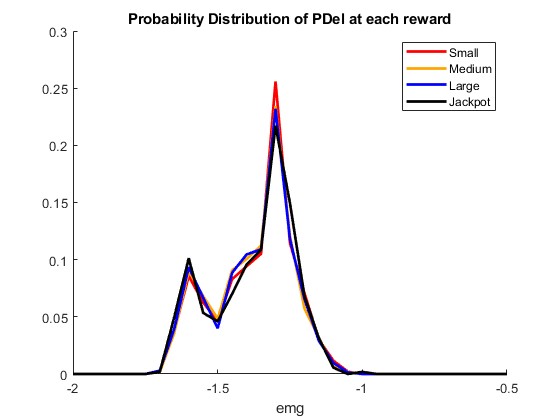 Probability Distribution of PDel at each reward
0.3
0.25
0.2
0.15
0.1
0.05
0
-2
-1.5
-1
-0.5
emg
Small
Medium
Large
Jackpot